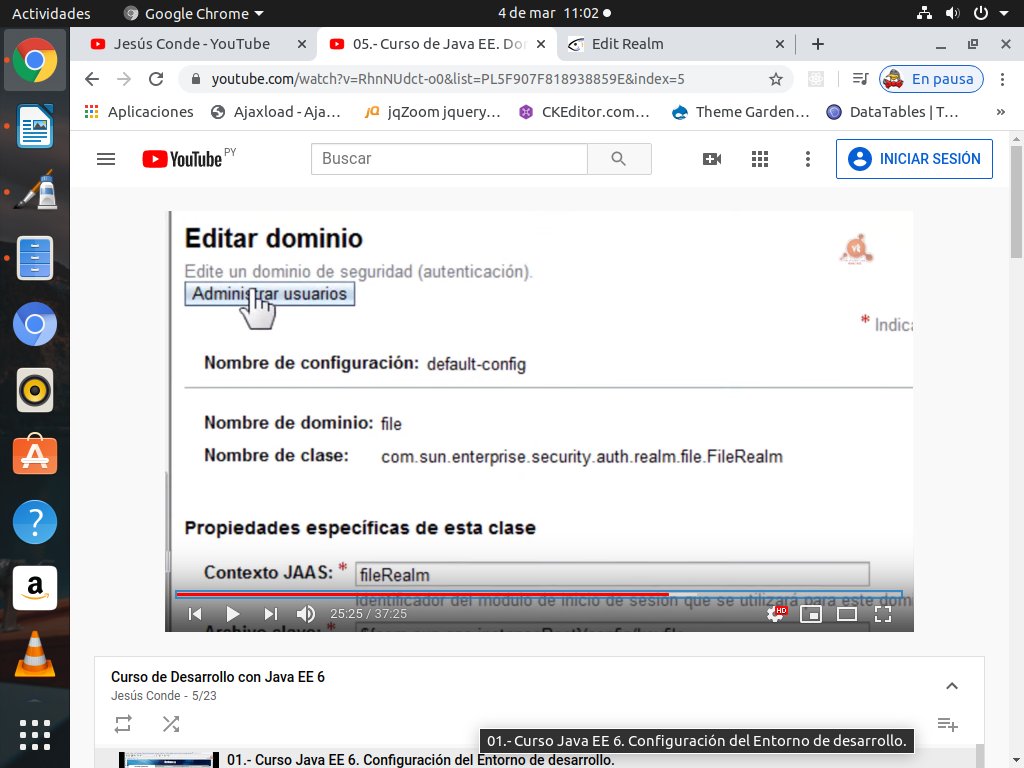 Actividades
Google Chrome
4 de mar 11:02
Jesús Conde - YouTube
05.- Curso de Java EE. Dor
Edit Realm
youtube.com/watch?v=RhnNUdct-o0&list=PL5F907F818938859E&index=5
En pausa
Aplicaciones
Ajaxload - Aja...
jqZoom jquery...
CKEditor.com...
Theme Garden...
DataTables | T...
»
YouTube PY
Buscar
INICIAR SESIÓN
Editar dominio
Edite un dominio de seguridad (autenticación).
Administrar usuarios
* Indica
Nombre de configuración: default-config
Nombre de dominio: file
Nombre de clase: com.sun.enterprise.security.auth.realm.file.FileRealm
Propiedades específicas de esta clase
Contexto JAAS: * fileRealm
Identificador del módulo de inicio de sesión que se utilizará para este dom
25:25 / 37:25
HD
Archivo clave: *
Curso de Desarrollo con Java EE 6
Jesús Conde - 5/23
01.- Curso Java EE 6. Configuración del Entorno de desarrollo.
01.- Curso Java EE 6. Configuración del Entorno de desarrollo.